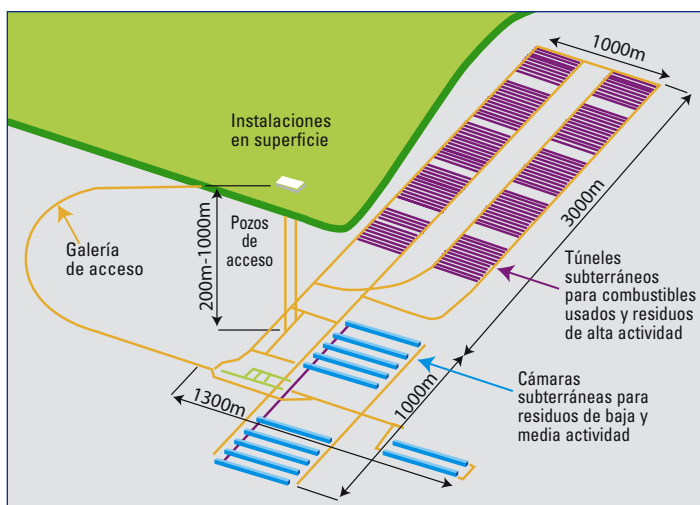 1000m
Instalaciones
en superficie
3000m
200m-1000m
Pozos
de
acceso
Galería
de acceso
Túneles
subterráneos
para combustibles
usados y residuos
de alta actividad
1000m
1300m
Cámaras
subterráneas para
residuos de baja y
media actividad